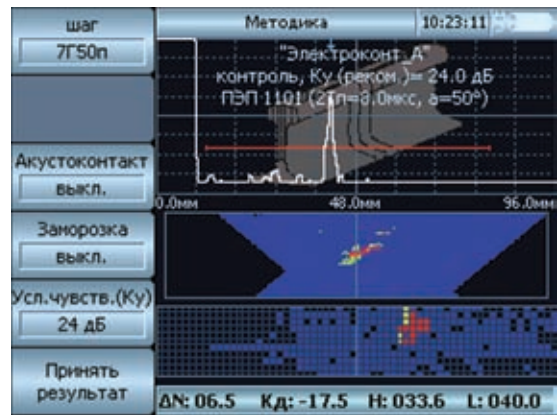 шаг
7Г50п
Методика
10:23:11
"Электроконт_А"
контроль, Ку (реком.)= 24.0 дБ
ПЭП 1101 (2Тп=8.0мкс, а=50°)
Акустоконтакт
выкл.
0.0мм
48.0мм
96.0мм
Заморозка
выкл.
Усл.чувств.(Ку)
24 дБ
Принять
результат
ΔN: 06.5 Кд: -17.5 H: 033.6 L: 040.0